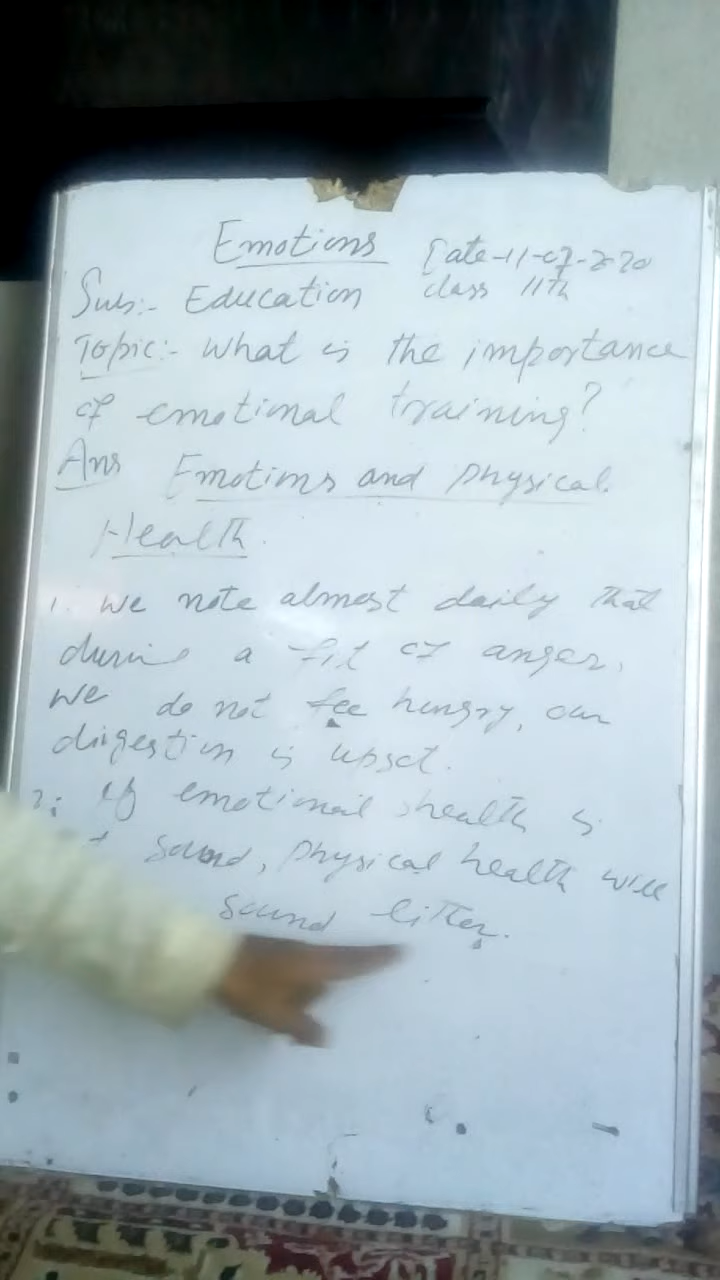 Emotions Date-11-07-2020
Sub:- Education class 11th
Topic:- What is the importance
of emotional training?
Ans Emotions and Physical
Health.
1. We note almost daily that
during a fit of anger,
we do not fee hungry, our
digestion is upset.
2: If emotional health is
sound, Physical health will
sound either.